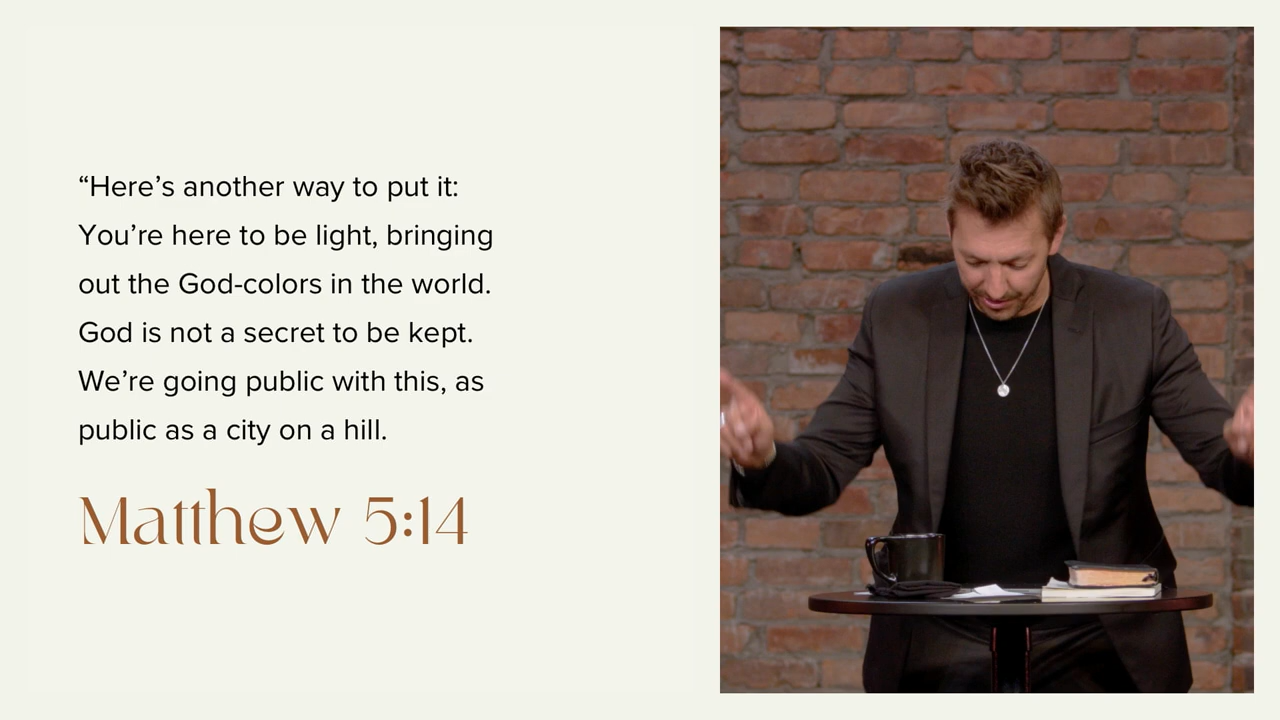 “Here’s another way to put it:
You’re here to be light, bringing
out the God-colors in the world.
God is not a secret to be kept.
We’re going public with this, as
public as a city on a hill.
Matthew 5:14